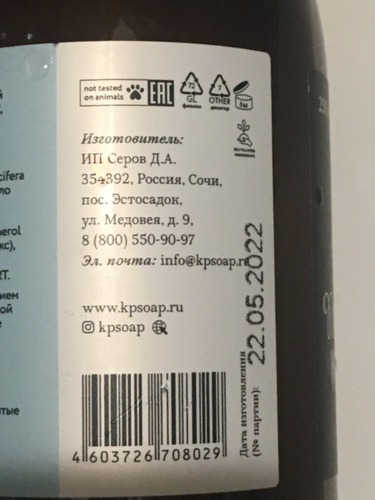 not tested
on animals
EAC
72
GL
7
OTHER
6м
Изготовитель:
ИП Серов Д.А.
354392, Россия, Сочи,
пос. Эстосадок,
ул. Медовея, д. 9,
8 (800) 550-90-97
Эл. почта: info@kpsoap.ru
www.kpsoap.ru
kpsoap
Дата изготовления
(№ партии):
22.05.2022
4 603726 708029